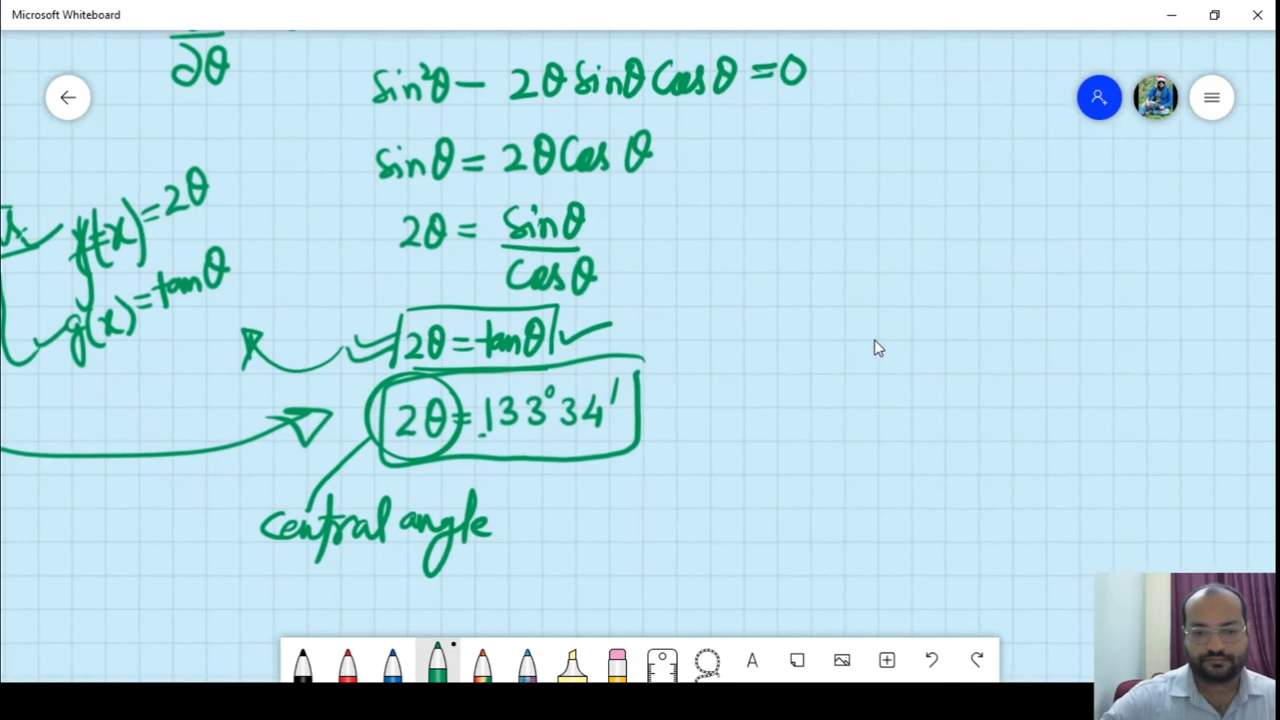 Microsoft Whiteboard
∂θ
sin²θ - 2θ sinθ Cosθ = 0
sinθ = 2θ Cos θ
f(x) = 2θ
g(x) = tanθ
2θ = sinθ / Cosθ
2θ = tanθ
2θ = 133° 34'
central angle
A